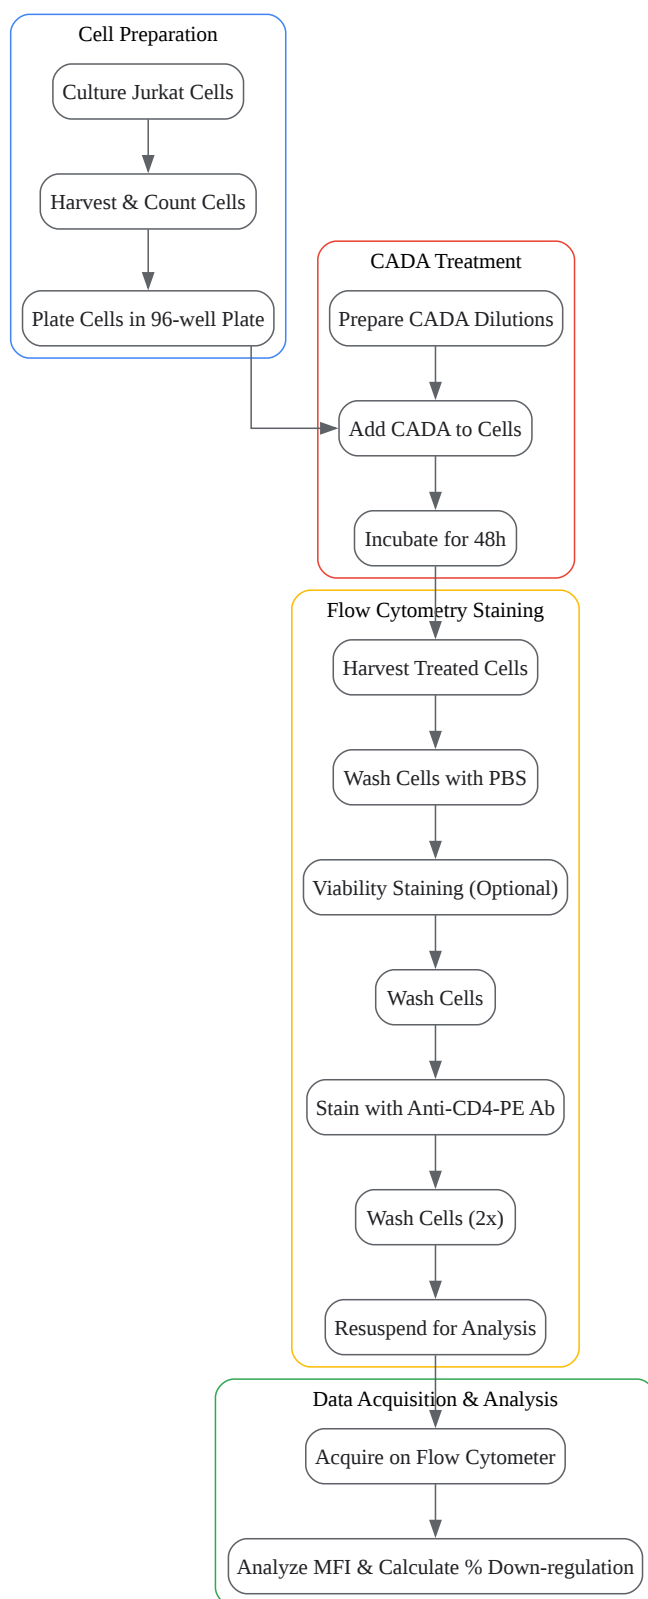 Cell Preparation
Culture Jurkat Cells
Harvest & Count Cells
Plate Cells in 96-well Plate
CADA Treatment
Prepare CADA Dilutions
Add CADA to Cells
Incubate for 48h
Flow Cytometry Staining
Harvest Treated Cells
Wash Cells with PBS
Viability Staining (Optional)
Wash Cells
Stain with Anti-CD4-PE Ab
Wash Cells (2x)
Resuspend for Analysis
Data Acquisition & Analysis
Acquire on Flow Cytometer
Analyze MFI & Calculate % Down-regulation